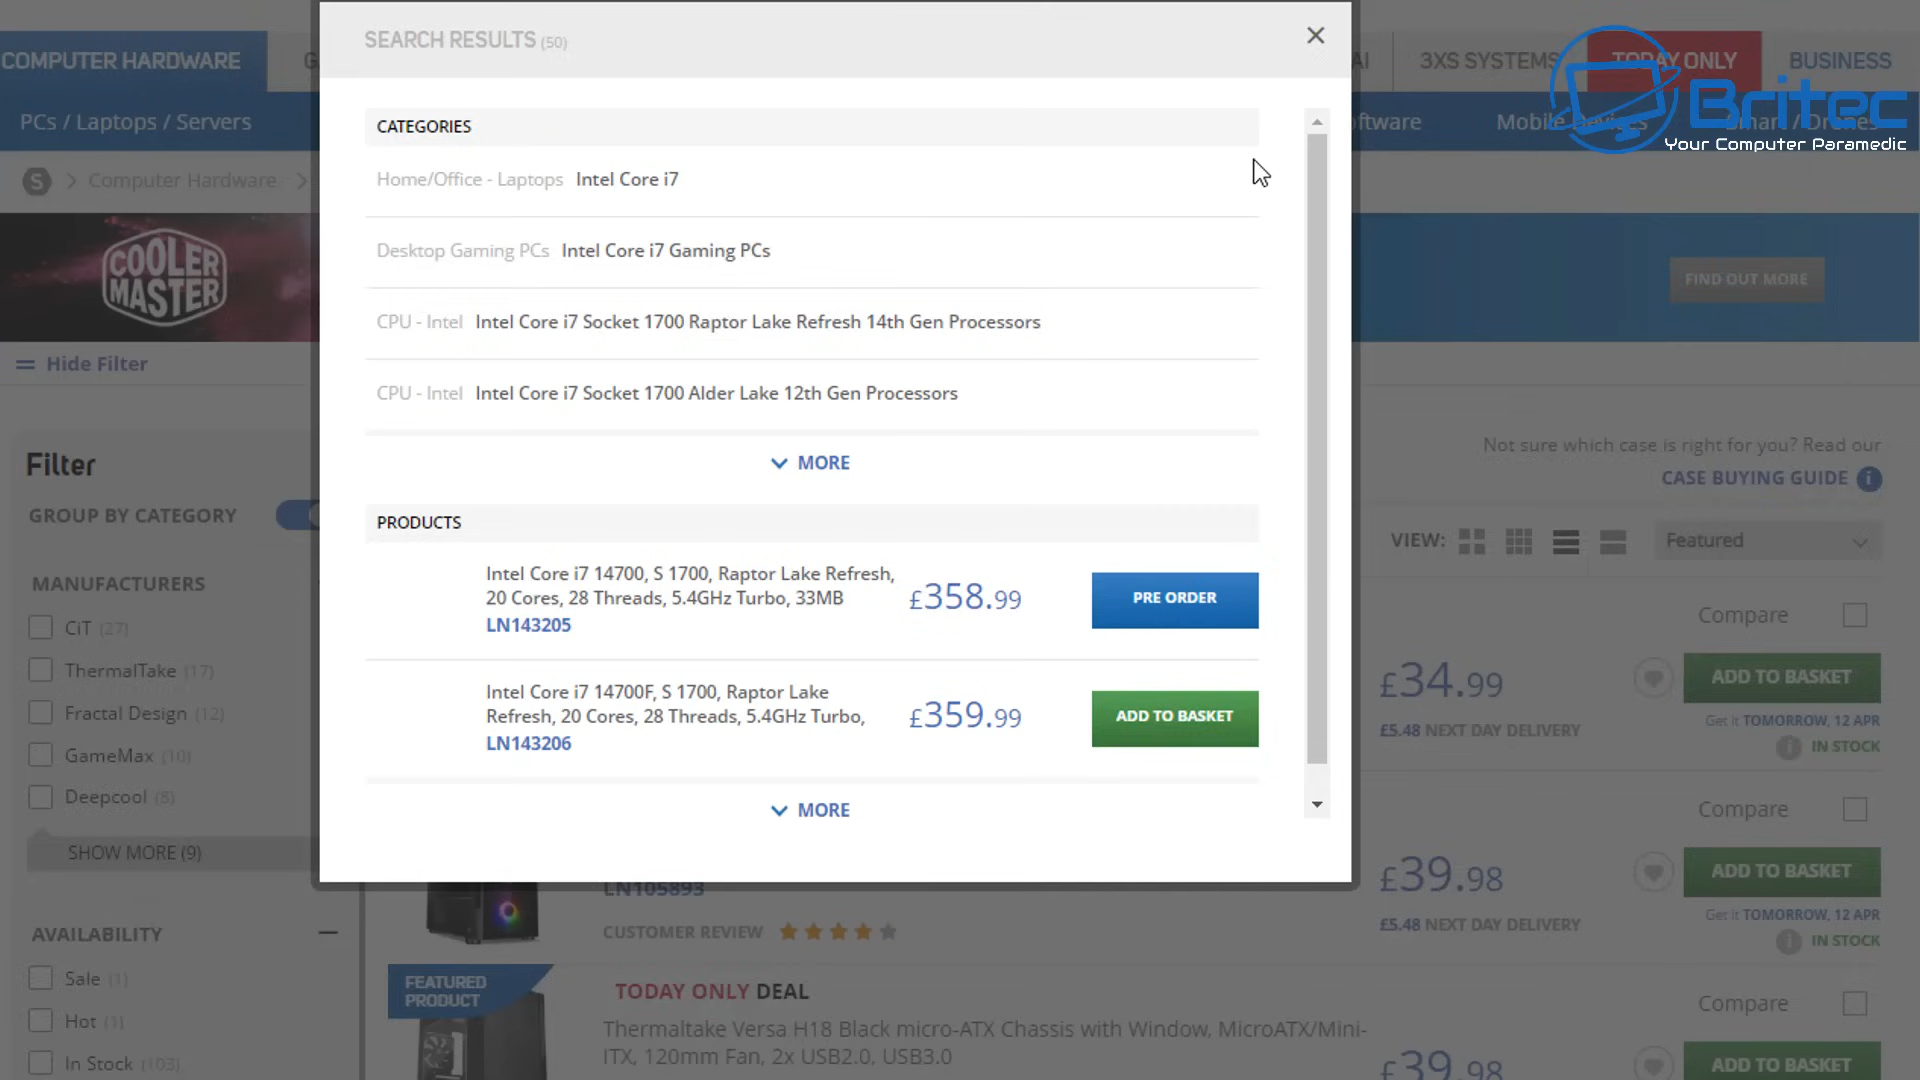 SEARCH RESULTS (50)
COMPUTER HARDWARE
3XS SYSTEMS
TODAY ONLY
BUSINESS
PCs / Laptops / Servers
Britec
Your Computer Paramedic
Mobile Devices
Smart / Drones
S > Computer Hardware >
COOLER
MASTER
FIND OUT MORE
Hide Filter
CATEGORIES
Home/Office - Laptops Intel Core i7
Desktop Gaming PCs Intel Core i7 Gaming PCs
CPU - Intel Intel Core i7 Socket 1700 Raptor Lake Refresh 14th Gen Processors
CPU - Intel Intel Core i7 Socket 1700 Alder Lake 12th Gen Processors
MORE
PRODUCTS
Intel Core i7 14700, S 1700, Raptor Lake Refresh,
20 Cores, 28 Threads, 5.4GHz Turbo, 33MB
LN143205
£358.99
PRE ORDER
Intel Core i7 14700F, S 1700, Raptor Lake
Refresh, 20 Cores, 28 Threads, 5.4GHz Turbo,
LN143206
£359.99
ADD TO BASKET
MORE
Filter
GROUP BY CATEGORY
MANUFACTURERS
CiT (27)
ThermalTake (17)
Fractal Design (12)
GameMax (10)
Deepcool (8)
SHOW MORE (9)
AVAILABILITY
Sale (1)
Hot (1)
In Stock (103)
Not sure which case is right for you? Read our
CASE BUYING GUIDE
VIEW:
Featured
Compare
£34.99
ADD TO BASKET
£5.48 NEXT DAY DELIVERY
Get it TOMORROW, 12 APR
IN STOCK
Compare
£39.98
ADD TO BASKET
£5.48 NEXT DAY DELIVERY
Get it TOMORROW, 12 APR
IN STOCK
LN105893
CUSTOMER REVIEW
FEATURED
PRODUCT
TODAY ONLY DEAL
Thermaltake Versa H18 Black micro-ATX Chassis with Window, MicroATX/Mini-
ITX, 120mm Fan, 2x USB2.0, USB3.0
Compare
£39.98
ADD TO BASKET